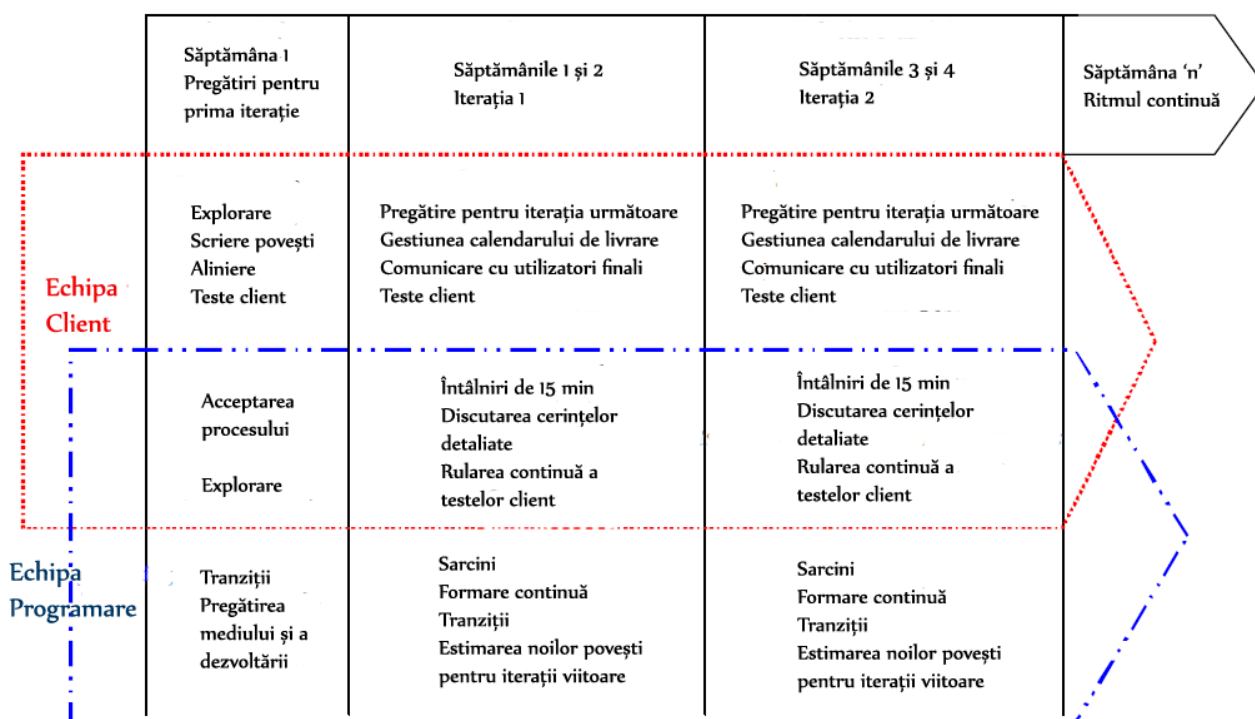 Săptămâna 1
Pregătiri pentru
prima iterație
Săptămânile 1 și 2
Iterația 1
Săptămânile 3 și 4
Iterația 2
Săptămâna ‘n’
Ritmul continuă
Echipa
Client
Explorare
Scriere povești
Aliniere
Teste client
Pregătire pentru iterația următoare
Gestiunea calendarului de livrare
Comunicare cu utilizatori finali
Teste client
Pregătire pentru iterația următoare
Gestiunea calendarului de livrare
Comunicare cu utilizatori finali
Teste client
Acceptarea
procesului
Explorare
Întâlniri de 15 min
Discutarea cerințelor
detaliate
Rularea continuă a
testelor client
Întâlniri de 15 min
Discutarea cerințelor
detaliate
Rularea continuă a
testelor client
Echipa
Programare
Tranziții
Pregătirea
mediului și a
dezvoltării
Sarcini
Formare continuă
Tranziții
Estimarea noilor povești
pentru iterații viitoare
Sarcini
Formare continuă
Tranziții
Estimarea noilor povești
pentru iterații viitoare